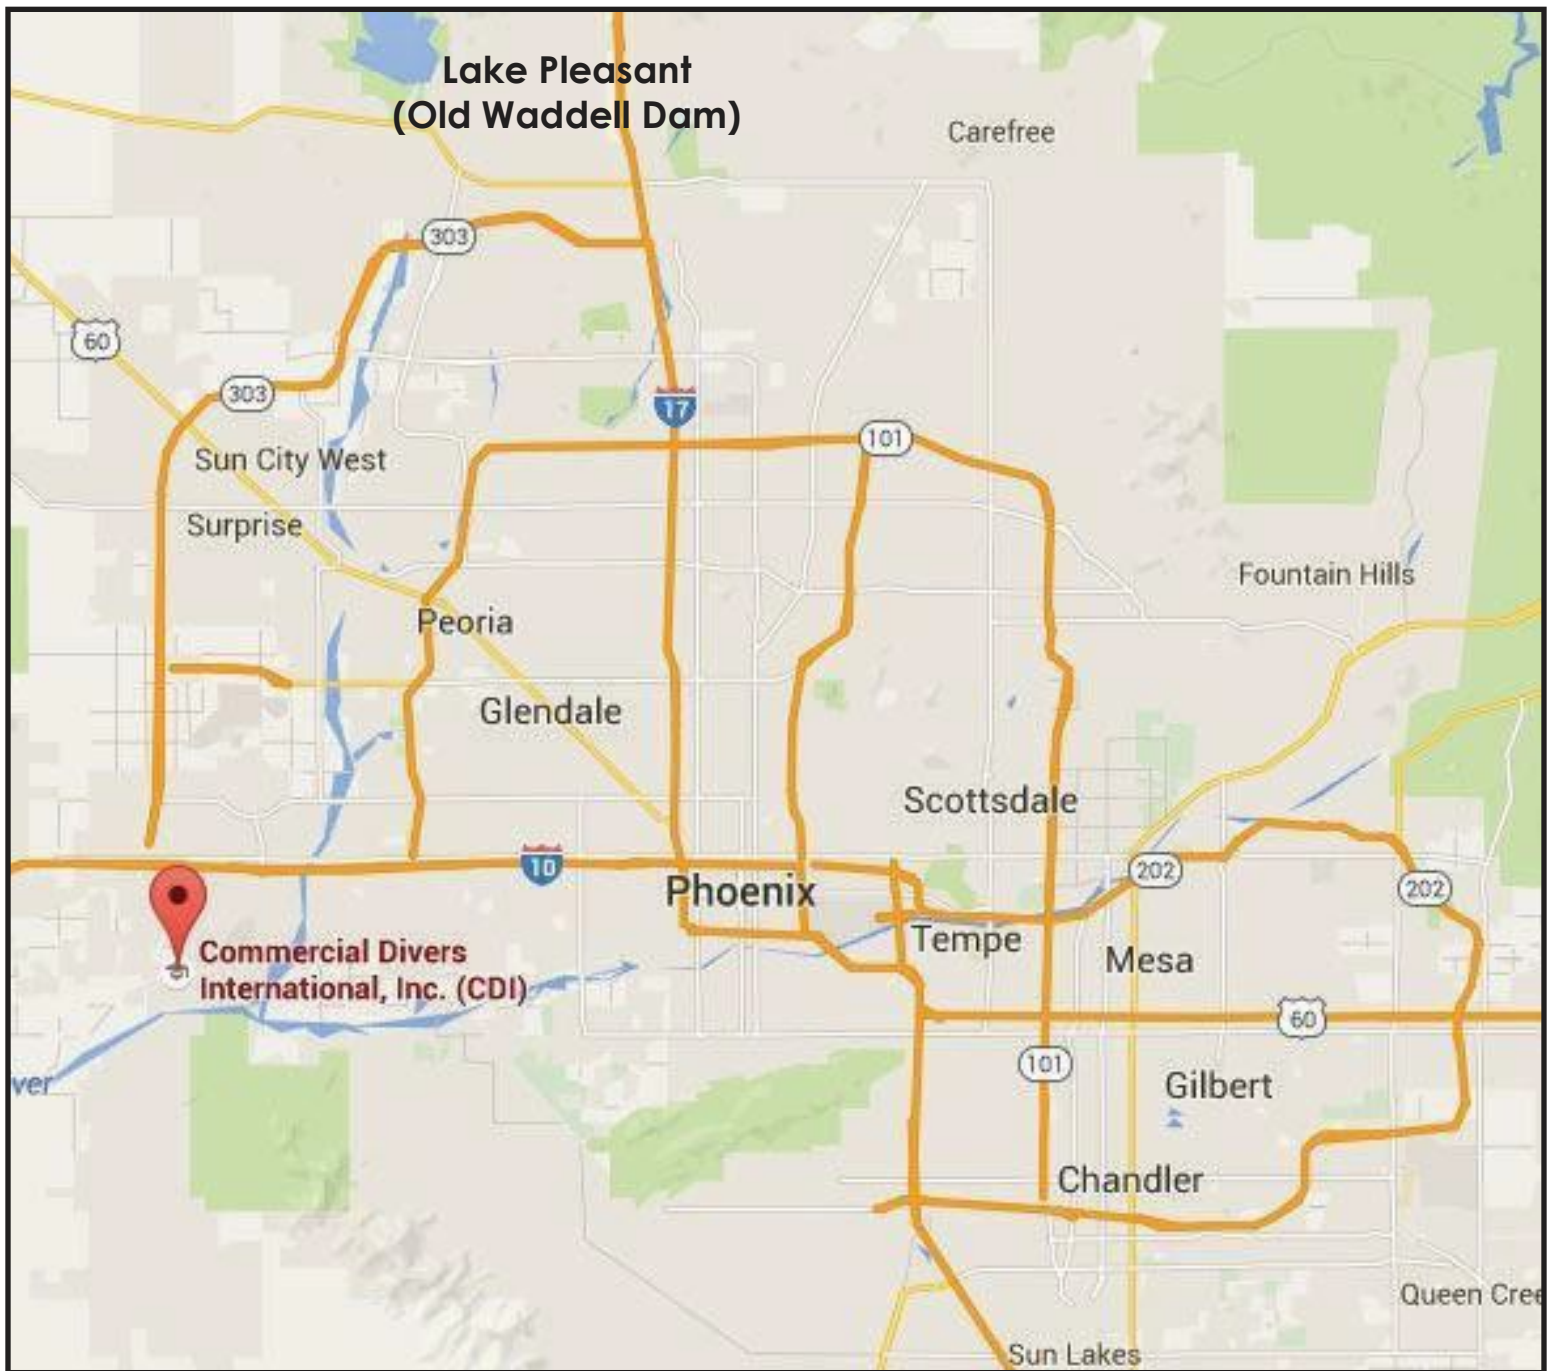 Lake Pleasant
(Old Waddell Dam)
Carefree
303
60
303
17
101
Sun City West
Surprise
Fountain Hills
Peoria
Glendale
Scottsdale
10
202
202
Phoenix
Tempe
Mesa
Commercial Divers
International, Inc. (CDI)
60
101
ver
Gilbert
Chandler
Queen Cree
Sun Lakes